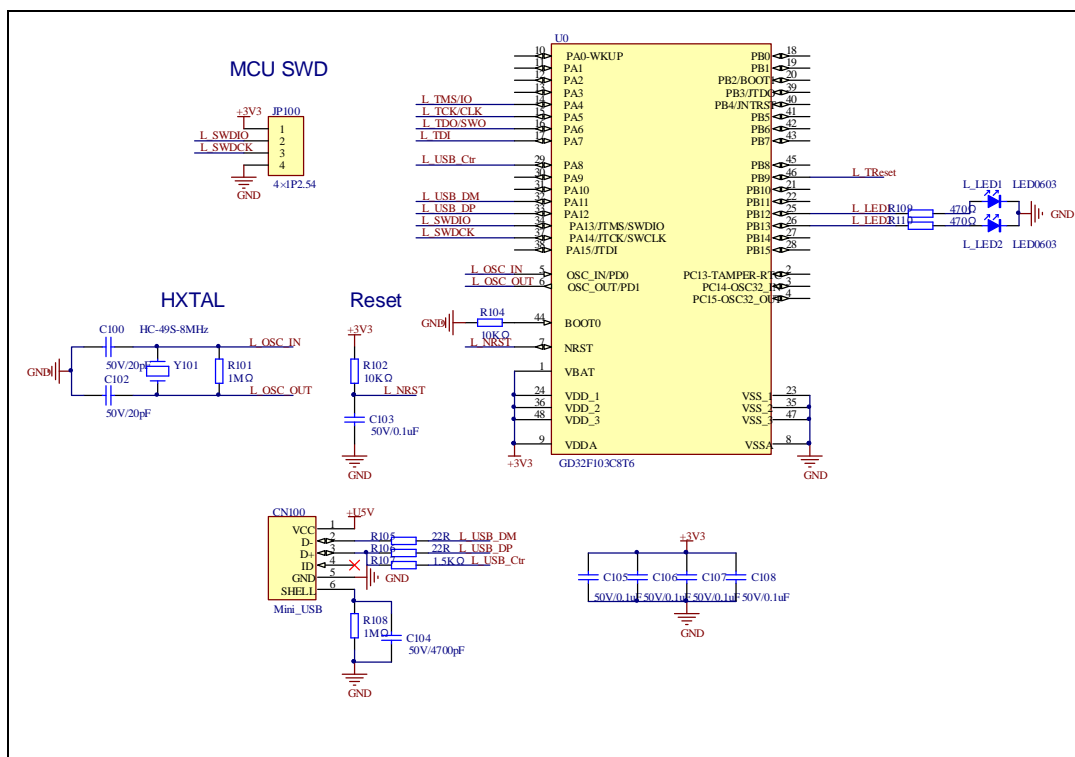 U0
MCU SWD
+3V3
JP100
1
L_SWDIO
2
L_SWDCK
3
4
GND
4×1P2.54
10 PA0-WKUP
11 PA1
12 PA2
13 PA3
L_TMS/IO 14 PA4
L_TCK/CLK 15 PA5
L_TDO/SWO 16 PA6
L_TDI 17 PA7
L_USB_Ctr 29 PA8
30 PA9
31 PA10
L_USB_DM 32 PA11
L_USB_DP 33 PA12
L_SWDIO 34 PA13/JTMS/SWDIO
L_SWDCK 37 PA14/JTCK/SWCLK
38 PA15/JTDI
L_OSC_IN 5 OSC_IN/PD0
L_OSC_OUT 6 OSC_OUT/PD1
R104
GND 44 BOOT0
10KΩ
L_NRST 7 NRST
1 VBAT
24 VDD_1
36 VDD_2
48 VDD_3
9 VDDA
+3V3
GD32F103C8T6
PB0 18
PB1 19
PB2/BOOT1 20
PB3/JTDO 39
PB4/JNTRST 40
PB5 41
PB6 42
PB7 43
PB8 45
PB9 46 L_TReset
PB10 21
PB11 22
PB12 25 L_LED1 R109 470Ω
PB13 26 L_LED2 R110 470Ω
PB14 27
PB15 28
L_LED1 LED0603
GND
L_LED2 LED0603
PC13-TAMPER-RTC 2
PC14-OSC32_IN 3
PC15-OSC32_OUT 4
VSS_1 23
VSS_2 35
VSS_3 47
VSSA 8
GND
HXTAL
C100
HC-49S-8MHz
L_OSC_IN
50V/20pF
Y101
R101
1MΩ
GND
C102
L_OSC_OUT
50V/20pF
Reset
+3V3
R102
10KΩ
L_NRST
C103
50V/0.1uF
GND
CN100
+U5V
VCC 1
D- 2 R105 22R L_USB_DM
D+ 3 R106 22R L_USB_DP
ID 4 R107 1.5KΩ L_USB_Ctr
GND 5 GND
SHELL 6
Mini_USB
R108
1MΩ
C104
50V/4700pF
GND
+3V3
C105 C106 C107 C108
50V/0.1uF 50V/0.1uF 50V/0.1uF 50V/0.1uF
GND